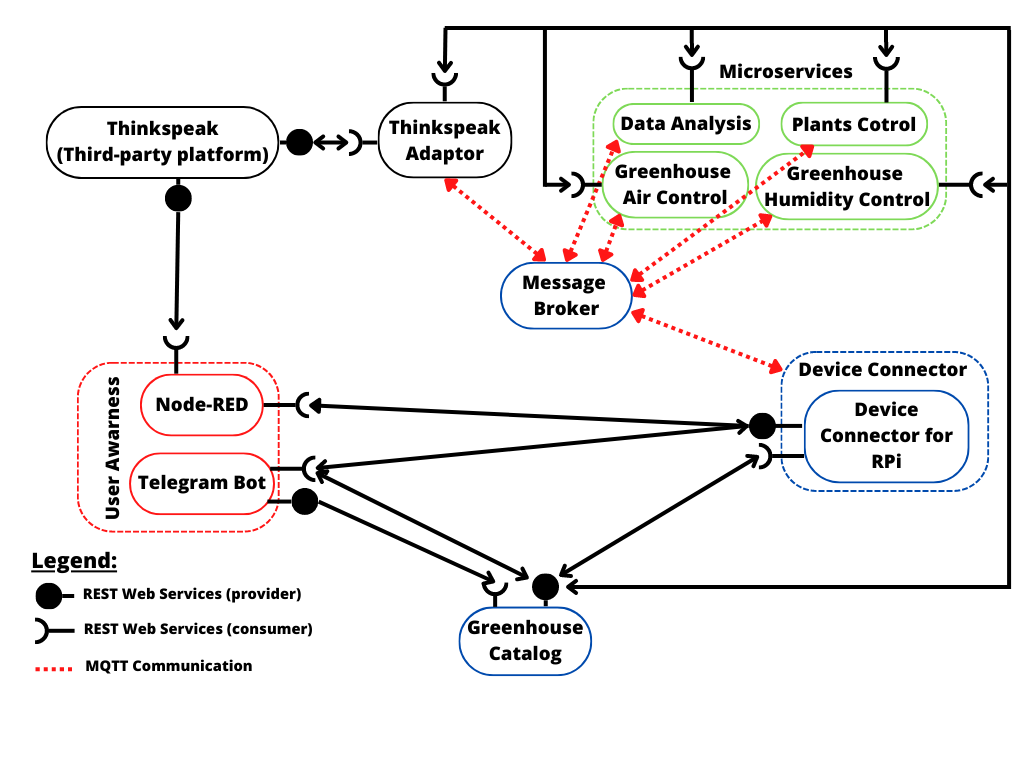 Microservices
Thinkspeak
(Third-party platform)
Thinkspeak
Adaptor
Data Analysis
Plants Cotrol
Greenhouse
Air Control
Greenhouse
Humidity Control
Message
Broker
Device Connector
Device
Connector for
RPi
User Awarness
Node-RED
Telegram Bot
Greenhouse
Catalog
Legend:
REST Web Services (provider)
REST Web Services (consumer)
MQTT Communication